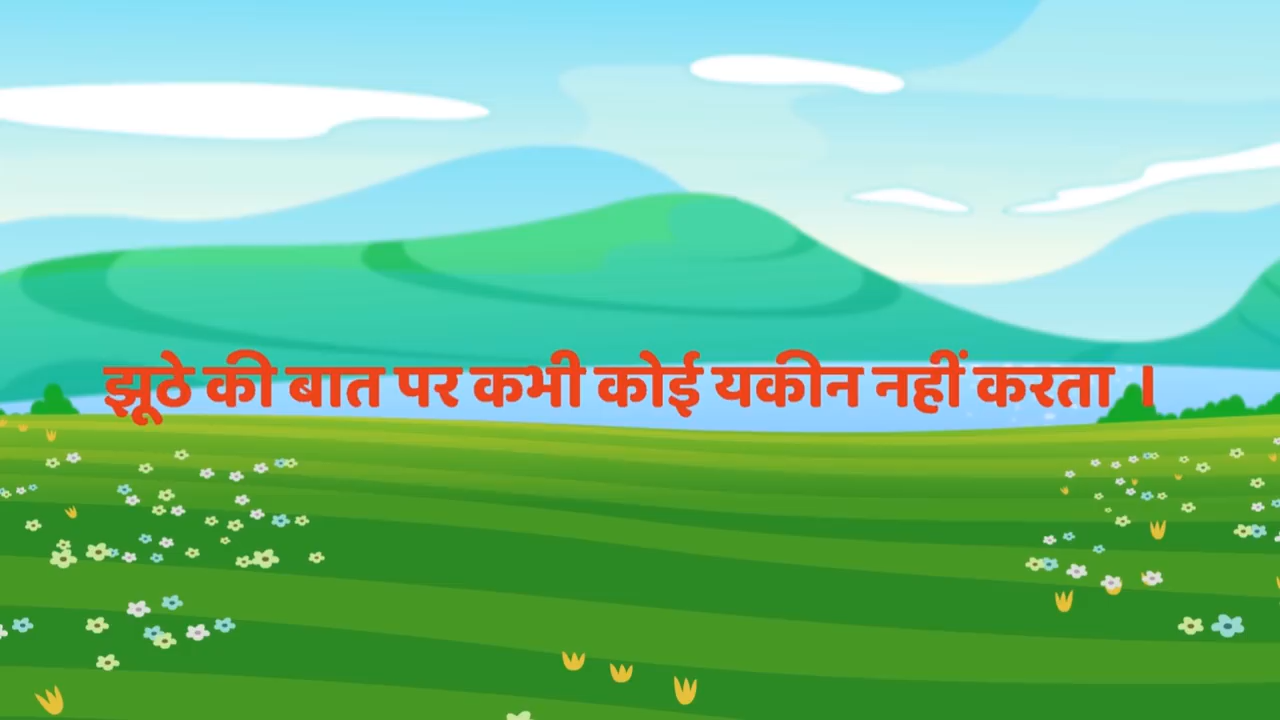 झूठे की बात पर कभी कोई यकीन नहीं करता ।